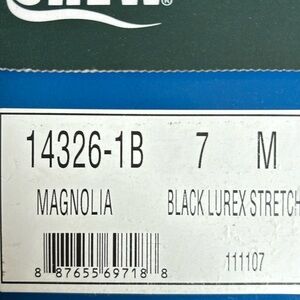 14326-1B 7 M
MAGNOLIA BLACK LUREX STRETCH
8 87655 69718 8
111107